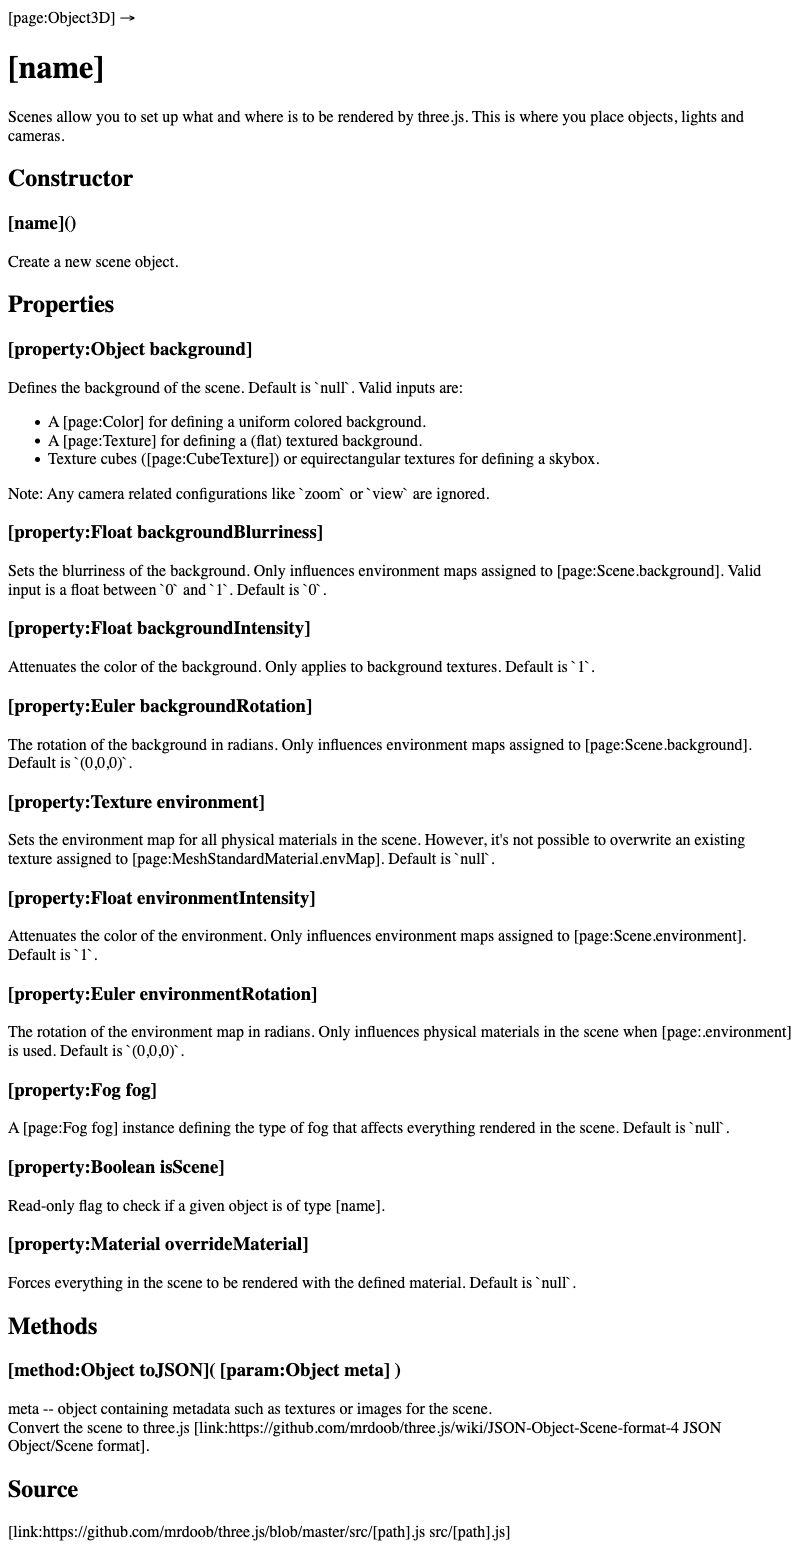 [page:Object3D] →
[name]
Scenes allow you to set up what and where is to be rendered by three.js. This is where you place objects, lights and
cameras.
Constructor
[name]()
Create a new scene object.
Properties
[property:Object background]
Defines the background of the scene. Default is `null`. Valid inputs are:
• A [page:Color] for defining a uniform colored background.
• A [page:Texture] for defining a (flat) textured background.
• Texture cubes ([page:CubeTexture]) or equirectangular textures for defining a skybox.
Note: Any camera related configurations like `zoom` or `view` are ignored.
[property:Float backgroundBlurriness]
Sets the blurriness of the background. Only influences environment maps assigned to [page:Scene.background]. Valid
input is a float between `0` and `1`. Default is `0`.
[property:Float backgroundIntensity]
Attenuates the color of the background. Only applies to background textures. Default is `1`.
[property:Euler backgroundRotation]
The rotation of the background in radians. Only influences environment maps assigned to [page:Scene.background].
Default is `(0,0,0)`.
[property:Texture environment]
Sets the environment map for all physical materials in the scene. However, it's not possible to overwrite an existing
texture assigned to [page:MeshStandardMaterial.envMap]. Default is `null`.
[property:Float environmentIntensity]
Attenuates the color of the environment. Only influences environment maps assigned to [page:Scene.environment].
Default is `1`.
[property:Euler environmentRotation]
The rotation of the environment map in radians. Only influences physical materials in the scene when [page:.environment]
is used. Default is `(0,0,0)`.
[property:Fog fog]
A [page:Fog fog] instance defining the type of fog that affects everything rendered in the scene. Default is `null`.
[property:Boolean isScene]
Read-only flag to check if a given object is of type [name].
[property:Material overrideMaterial]
Forces everything in the scene to be rendered with the defined material. Default is `null`.
Methods
[method:Object toJSON]( [param:Object meta] )
meta -- object containing metadata such as textures or images for the scene.
Convert the scene to three.js [link:https://github.com/mrdoob/three.js/wiki/JSON-Object-Scene-format-4 JSON
Object/Scene format].
Source
[link:https://github.com/mrdoob/three.js/blob/master/src/[path].js src/[path].js]